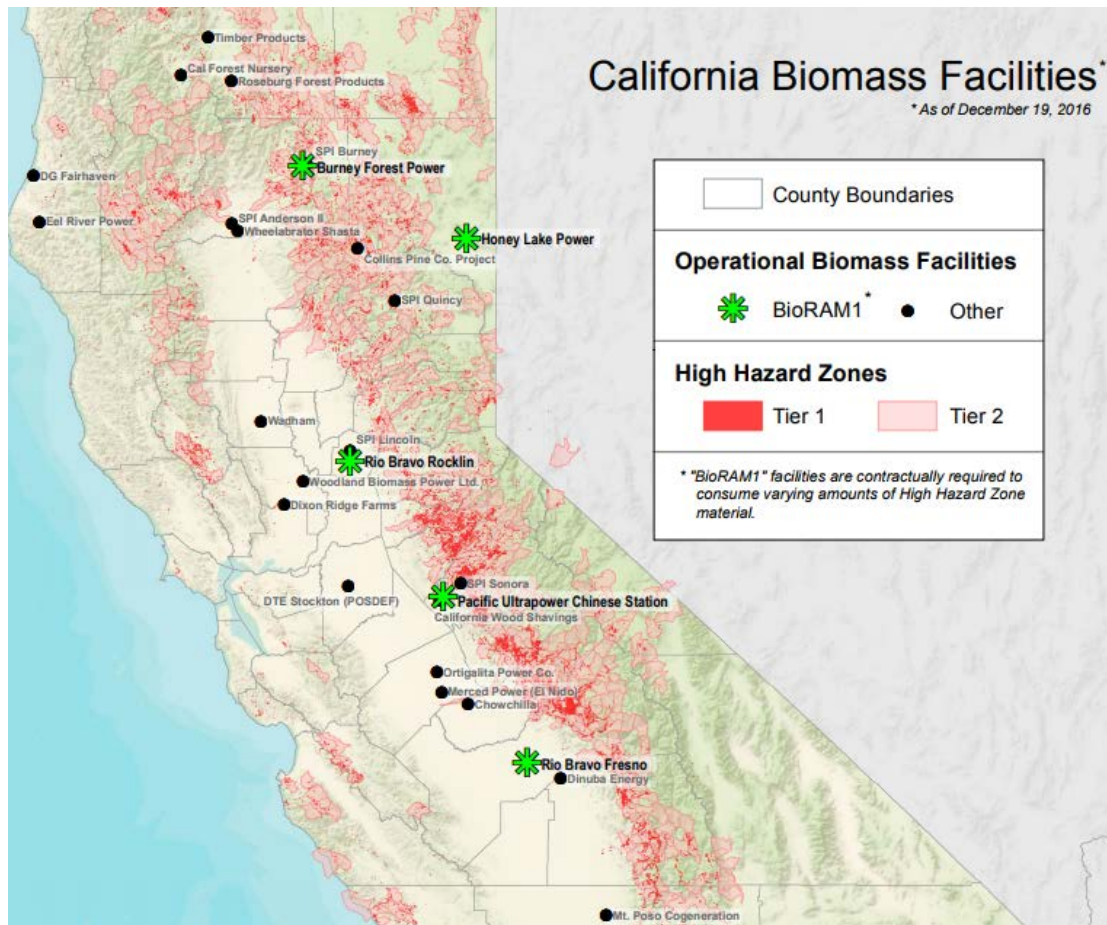 California Biomass Facilities*
* As of December 19, 2016
County Boundaries
Operational Biomass Facilities
BioRAM1*
Other
High Hazard Zones
Tier 1
Tier 2
* "BioRAM1" facilities are contractually required to
consume varying amounts of High Hazard Zone
material.
Timber Products
Cal Forest Nursery
Roseburg Forest Products
SPI Burney
Burney Forest Power
DG Fairhaven
Eel River Power
SPI Anderson II
Wheelabrator Shasta
Honey Lake Power
Collins Pine Co. Project
SPI Quincy
Wadham
SPI Lincoln
Rio Bravo Rocklin
Woodland Biomass Power Ltd.
Dixon Ridge Farms
SPI Sonora
DTE Stockton (POSDEF)
Pacific Ultrapower Chinese Station
California Wood Shavings
Ortigalita Power Co.
Merced Power (El Nido)
Chowchilla
Rio Bravo Fresno
Dinuba Energy
Mt. Poso Cogeneration